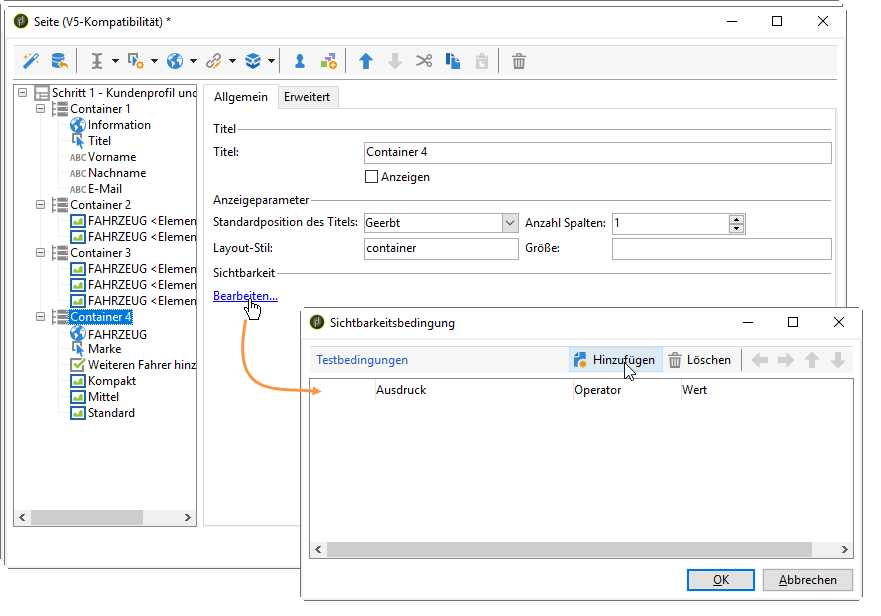 Seite (V5-Kompatibilität) *
Schritt 1 - Kundenprofil und
Container 1
Information
Titel
ABC Vorname
ABC Nachname
ABC E-Mail
Container 2
FAHRZEUG <Elemen
FAHRZEUG <Elemen
Container 3
FAHRZEUG <Elemen
FAHRZEUG <Elemen
FAHRZEUG <Elemen
Container 4
FAHRZEUG
Marke
Weiteren Fahrer hinz
Kompakt
Mittel
Standard
Allgemein Erweitert
Titel
Titel: Container 4
Anzeigen
Anzeigeparameter
Standardposition des Titels: Geerbt Anzahl Spalten: 1
Layout-Stil: container Größe:
Sichtbarkeit
Bearbeiten...
Sichtbarkeitsbedingung
Testbedingungen Hinzufügen Löschen
Ausdruck Operator Wert
OK Abbrechen